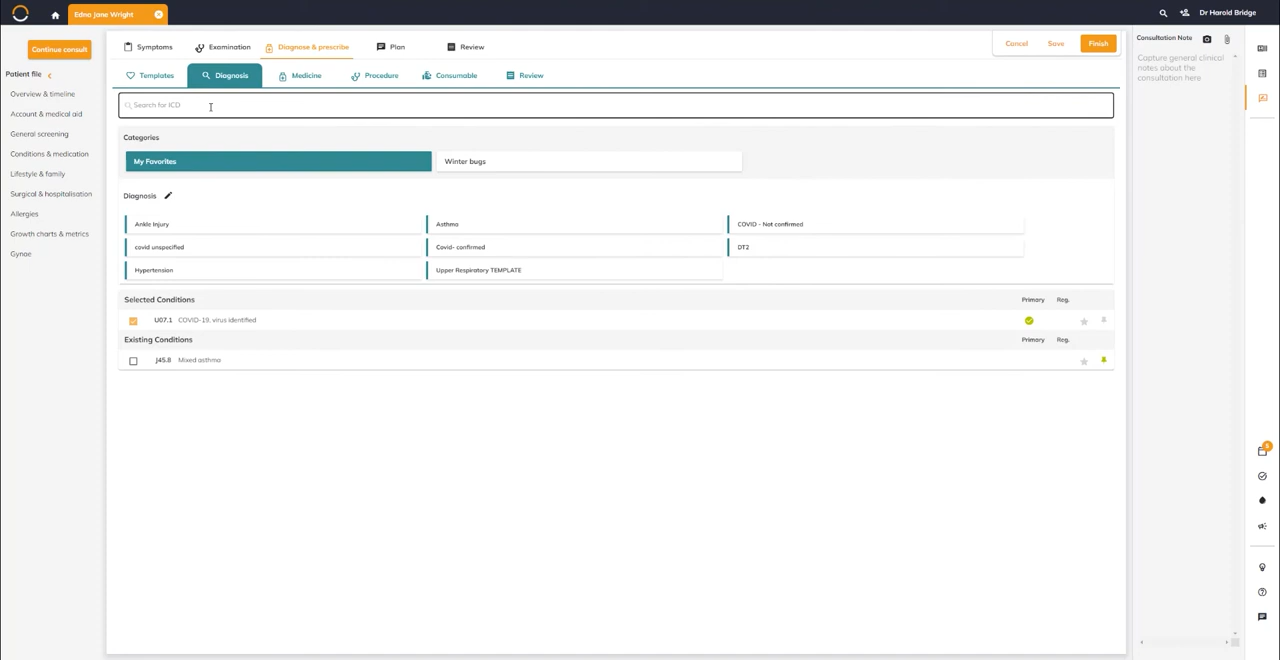 Edna Jane Wright
Dr Harold Bridge
Continue consult
Patient file
Overview & timeline
Account & medical aid
General screening
Conditions & medication
Lifestyle & family
Surgical & hospitalisation
Allergies
Growth charts & metrics
Gynae
Symptoms
Examination
Diagnose & prescribe
Plan
Review
Cancel
Save
Finish
Templates
Diagnosis
Medicine
Procedure
Consumable
Review
Search for ICD
Categories
My Favorites
Winter bugs
Diagnosis
Ankle Injury
Asthma
COVID - Not confirmed
covid unspecified
Covid- confirmed
DT2
Hypertension
Upper Respiratory TEMPLATE
Selected Conditions
Primary
Reg.
U07.1 COVID-19, virus identified
Existing Conditions
Primary
Reg.
J45.8 Mixed asthma
Consultation Note
Capture general clinical
notes about the
consultation here